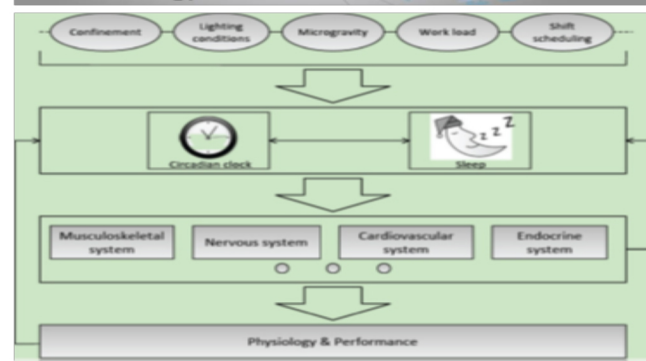 Confinement
Lighting
conditions
Microgravity
Work load
Shift
scheduling
z z z Z
Circadian clock
Sleep
Musculoskeletal
system
Nervous system
Cardiovascular
system
Endocrine
system
Physiology & Performance